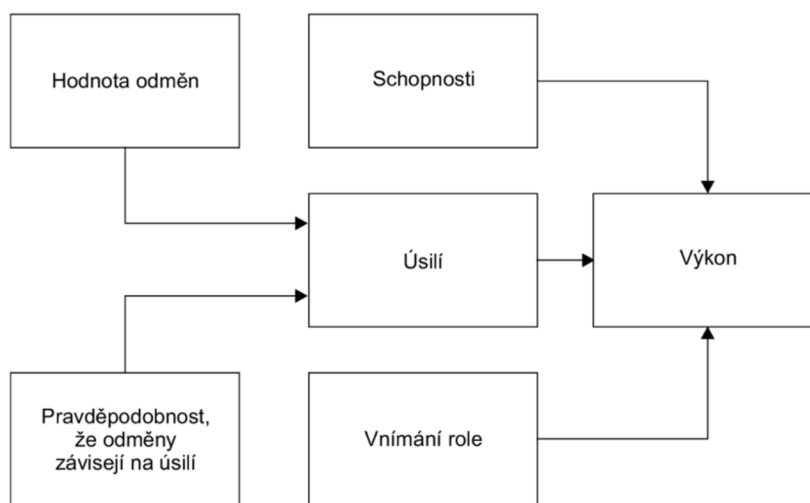 Hodnota odměn
Schopnosti
Úsilí
Výkon
Pravděpodobnost,
že odměny
závisejí na úsilí
Vnímání role